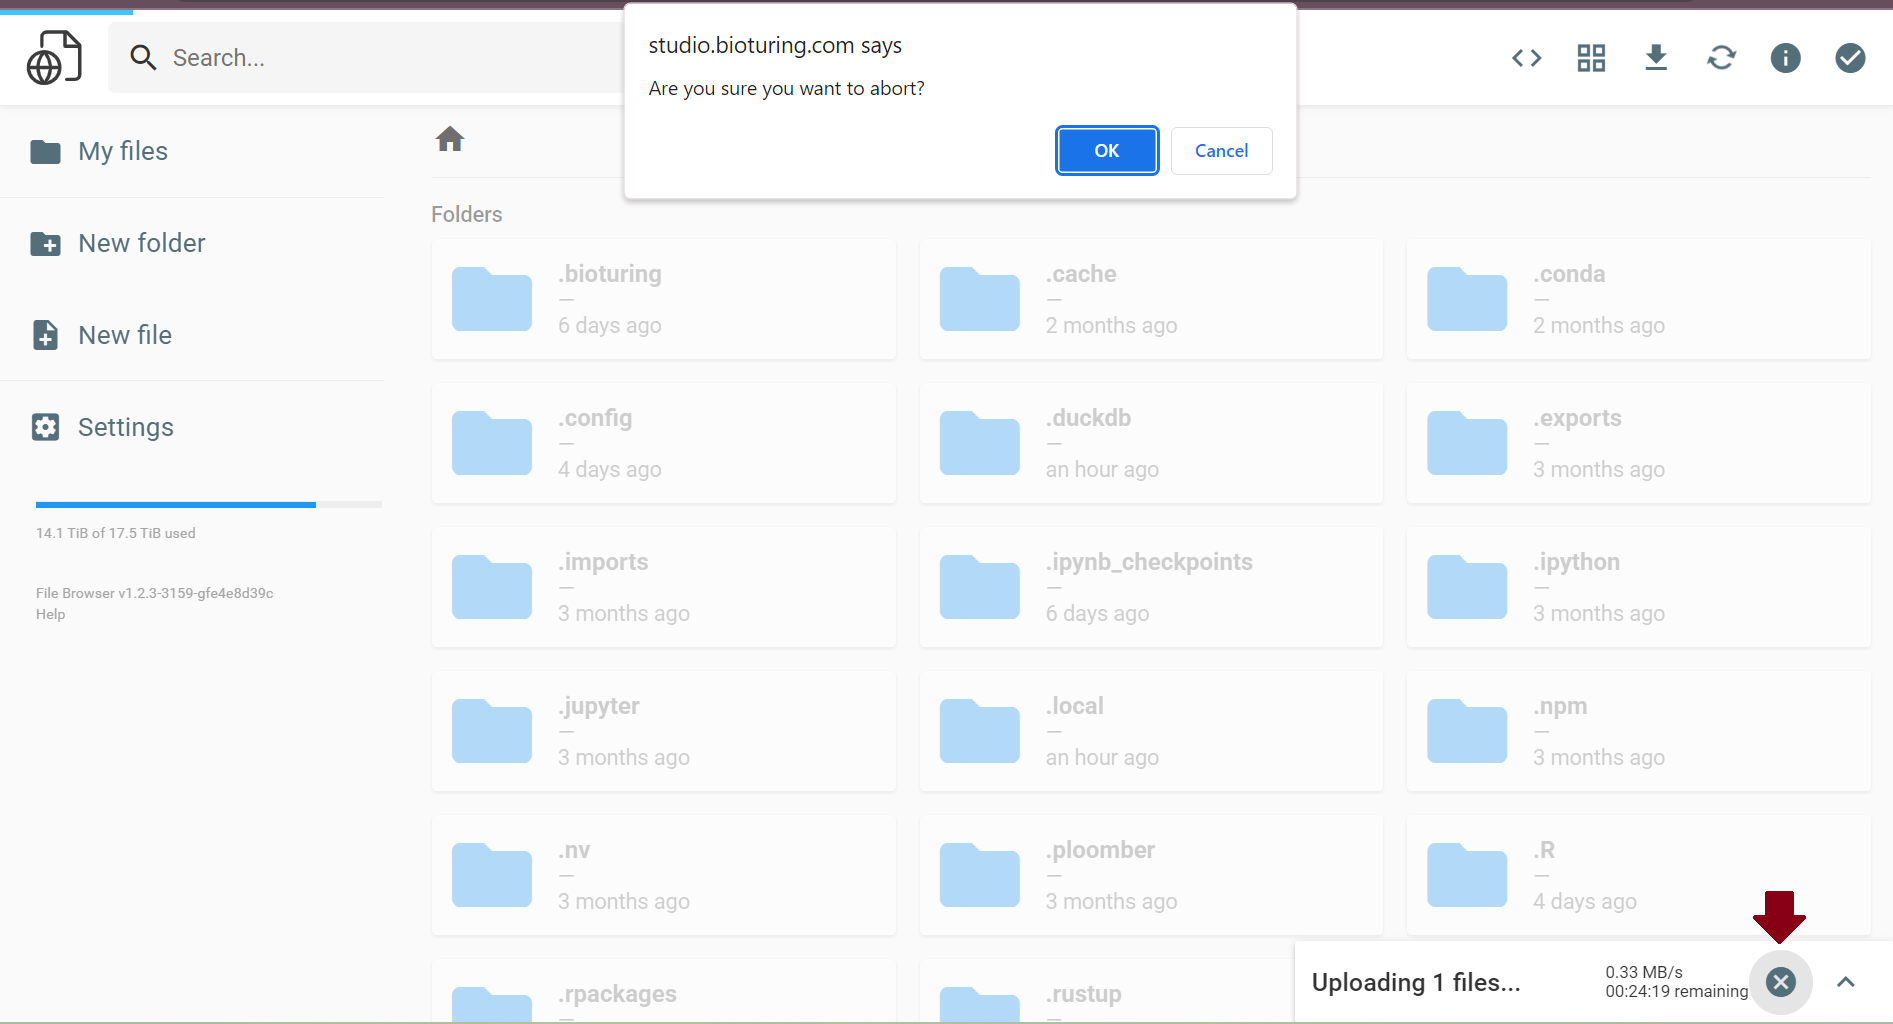 studio.bioturing.com says
Are you sure you want to abort?
OK
Cancel
Search...
My files
New folder
New file
Settings
14.1 TiB of 17.5 TiB used
File Browser v1.2.3-3159-gfe4e8d39c
Help
Folders
.bioturing
—
6 days ago
.cache
—
2 months ago
.conda
—
2 months ago
.config
—
4 days ago
.duckdb
—
an hour ago
.exports
—
3 months ago
.imports
—
3 months ago
.ipynb_checkpoints
—
6 days ago
.ipython
—
3 months ago
.jupyter
—
3 months ago
.local
—
an hour ago
.npm
—
3 months ago
.nv
—
3 months ago
.ploomber
—
3 months ago
.R
—
4 days ago
.rpackages
—
.rustup
—
Uploading 1 files...
0.33 MB/s
00:24:19 remaining